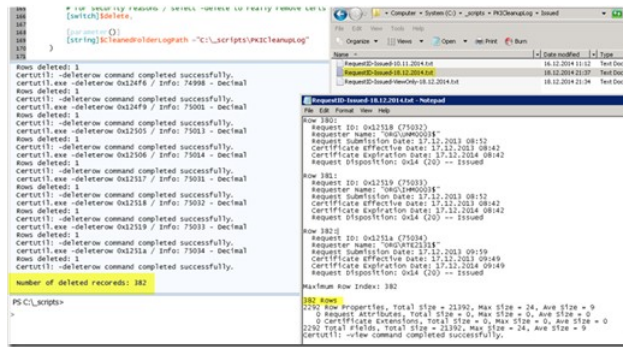 # for security reasons / select -delete to really remove certs
[switch]$delete,
[parameter()]
[string]$CleanedFolderLogPath ="C:\_scripts\PKICleanupLog"
)
Rows deleted: 1
CertUtil: -deleterow command completed successfully.
certutil.exe -deleterow 0x124f6 / Info: 74998 - Decimal
Rows deleted: 1
CertUtil: -deleterow command completed successfully.
certutil.exe -deleterow 0x124f9 / Info: 75001 - Decimal
Rows deleted: 1
CertUtil: -deleterow command completed successfully.
certutil.exe -deleterow 0x12505 / Info: 75013 - Decimal
Rows deleted: 1
CertUtil: -deleterow command completed successfully.
certutil.exe -deleterow 0x12506 / Info: 75014 - Decimal
Rows deleted: 1
CertUtil: -deleterow command completed successfully.
certutil.exe -deleterow 0x12517 / Info: 75031 - Decimal
Rows deleted: 1
CertUtil: -deleterow command completed successfully.
certutil.exe -deleterow 0x12518 / Info: 75032 - Decimal
Rows deleted: 1
CertUtil: -deleterow command completed successfully.
certutil.exe -deleterow 0x12519 / Info: 75033 - Decimal
Rows deleted: 1
CertUtil: -deleterow command completed successfully.
certutil.exe -deleterow 0x1251a / Info: 75034 - Decimal
Rows deleted: 1
CertUtil: -deleterow command completed successfully.
Number of deleted recoreds: 382
PS C:\_scripts>
>
Computer System (C:) _scripts PKICleanupLog Issued
File Edit View Tools Help
Organize Views Open Print Burn
Name Date modified Type
RequestID-Issued-10.11.2014.txt 16.12.2014 11:12 Text Doc
RequestID-Issued-18.12.2014.txt 18.12.2014 21:37 Text Doc
RequestID-Issued-ViewOnly-18.12.2014.txt 18.12.2014 21:34 Text Doc
RequestID-Issued-18.12.2014.txt - Notepad
File Edit Format View Help
Row 380:
Request ID: 0x12518 (75032)
Requester Name: "ORG\
Request Submission Date: 17.12.2013 08:52
Certificate Effective Date: 17.12.2013 08:42
Certificate Expiration Date: 17.12.2014 08:42
Request Disposition: 0x14 (20) -- Issued
Row 381:
Request ID: 0x12519 (75033)
Requester Name: "ORG\
Request Submission Date: 17.12.2013 08:52
Certificate Effective Date: 17.12.2013 08:42
Certificate Expiration Date: 17.12.2014 08:42
Request Disposition: 0x14 (20) -- Issued
Row 382:
Request ID: 0x1251a (75034)
Requester Name: "ORG\
Request Submission Date: 17.12.2013 09:59
Certificate Effective Date: 17.12.2013 09:49
Certificate Expiration Date: 17.12.2014 09:49
Request Disposition: 0x14 (20) -- Issued
Maximum Row Index: 382
382 Rows
2292 Row Properties, Total Size = 21392, Max Size = 24, Ave Size = 9
0 Request Attributes, Total Size = 0, Max Size = 0, Ave Size = 0
0 Certificate Extensions, Total Size = 0, Max Size = 0, Ave Size = 0
2292 Total Fields, Total Size = 21392, Max Size = 24, Ave Size = 9
CertUtil: -view command completed successfully.